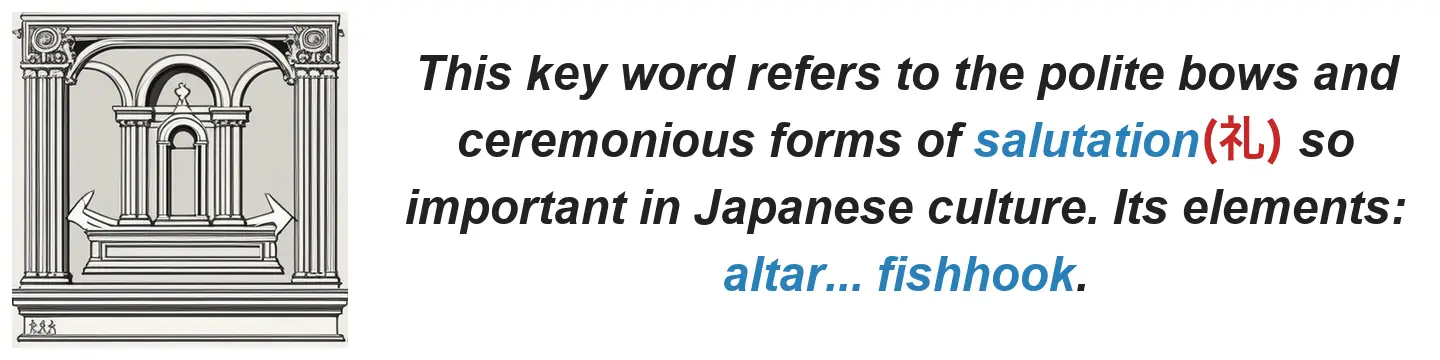 This key word refers to the polite bows and
ceremonious forms of salutation(礼) so
important in Japanese culture. Its elements:
altar... fishhook.